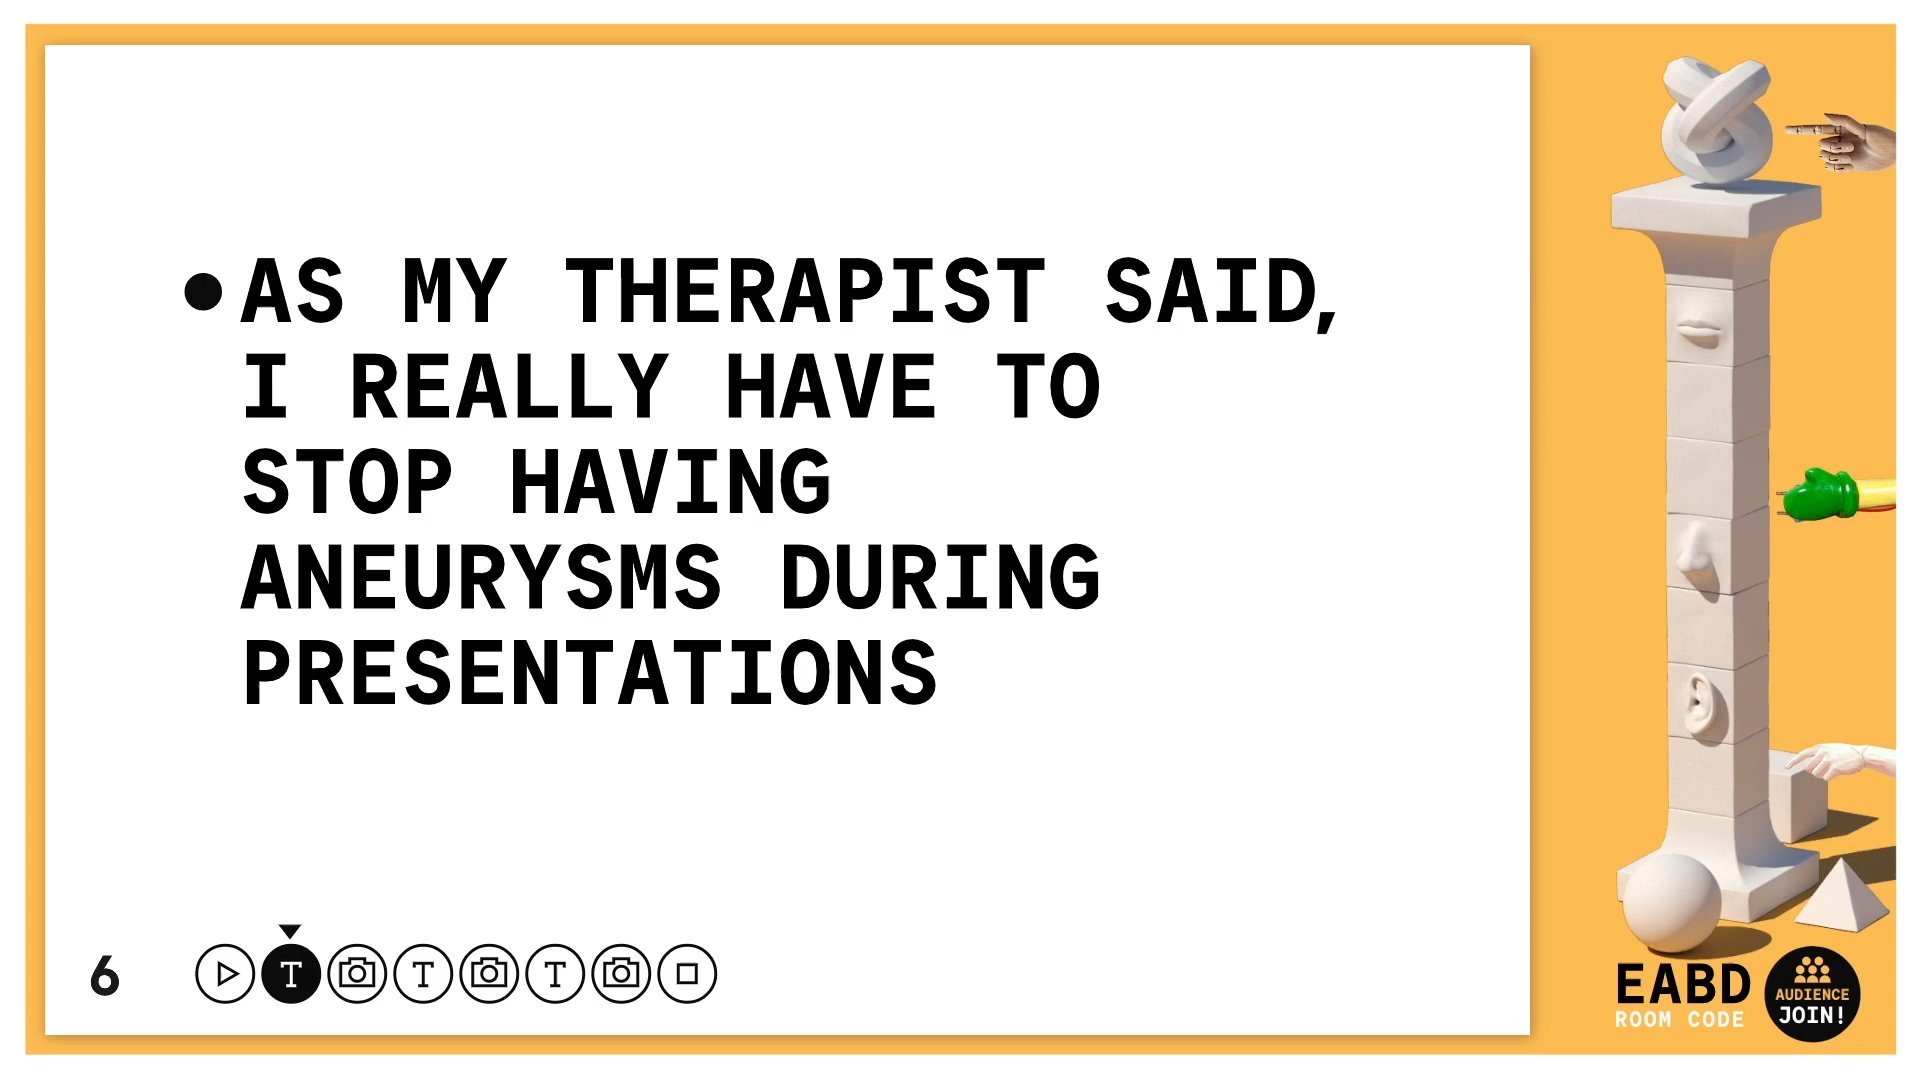 ●AS MY THERAPIST SAID,
I REALLY HAVE TO
STOP HAVING
ANEURYSMS DURING
PRESENTATIONS
6
T T T
EABD
ROOM CODE
AUDIENCE
JOIN!